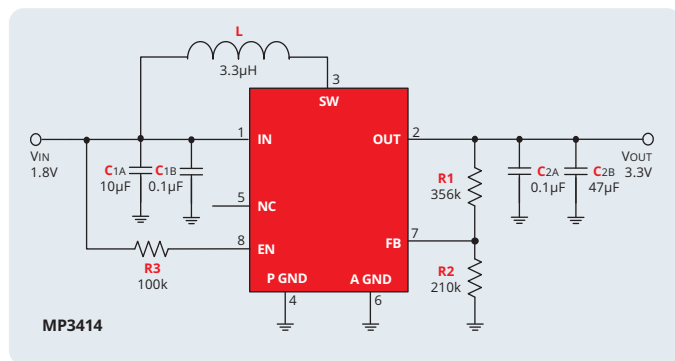 L
3.3µH
3
SW
1
IN
OUT
2
VIN
1.8V
C1A
10µF
C1B
0.1µF
R1
356k
C2A
0.1µF
C2B
47µF
VOUT
3.3V
5
NC
8
EN
FB
7
R3
100k
R2
210k
P GND
A GND
4
6
MP3414